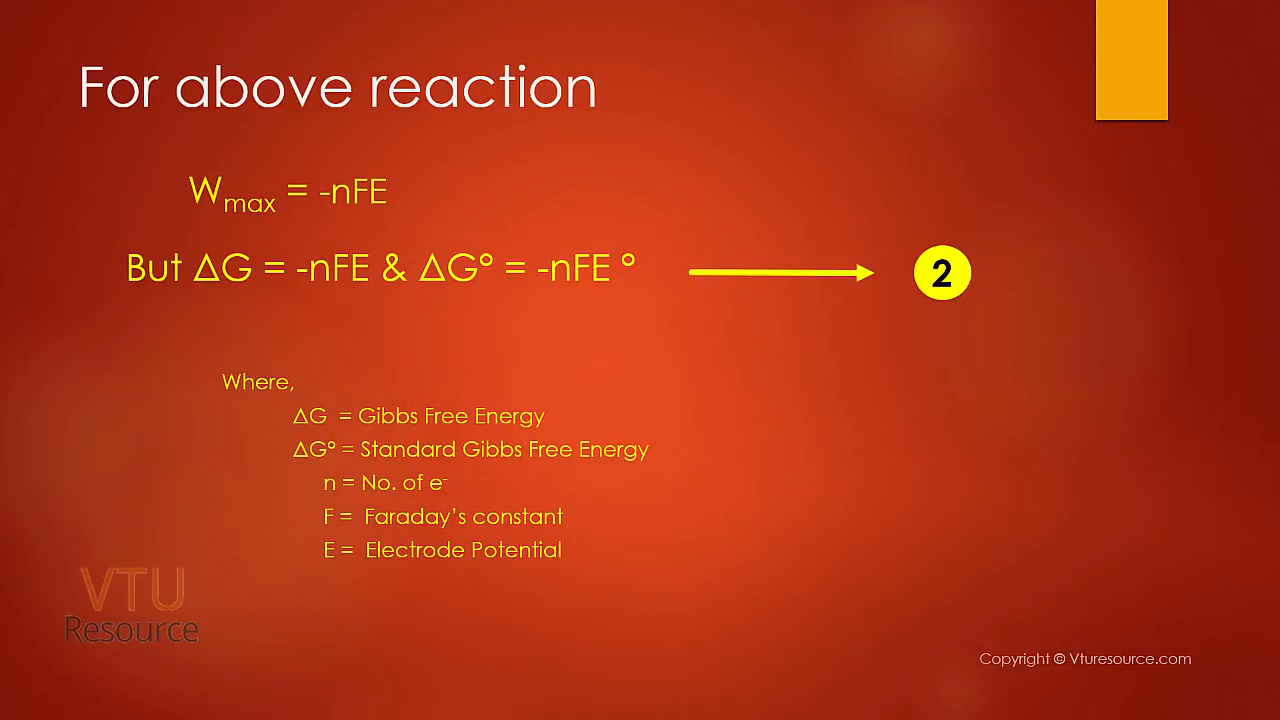 For above reaction
Wmax = -nFE
But ΔG = -nFE & ΔG° = -nFE °
2
Where,
ΔG = Gibbs Free Energy
ΔG° = Standard Gibbs Free Energy
n = No. of e-
F = Faraday’s constant
E = Electrode Potential
VTU
Resource
Copyright © Vturesource.com